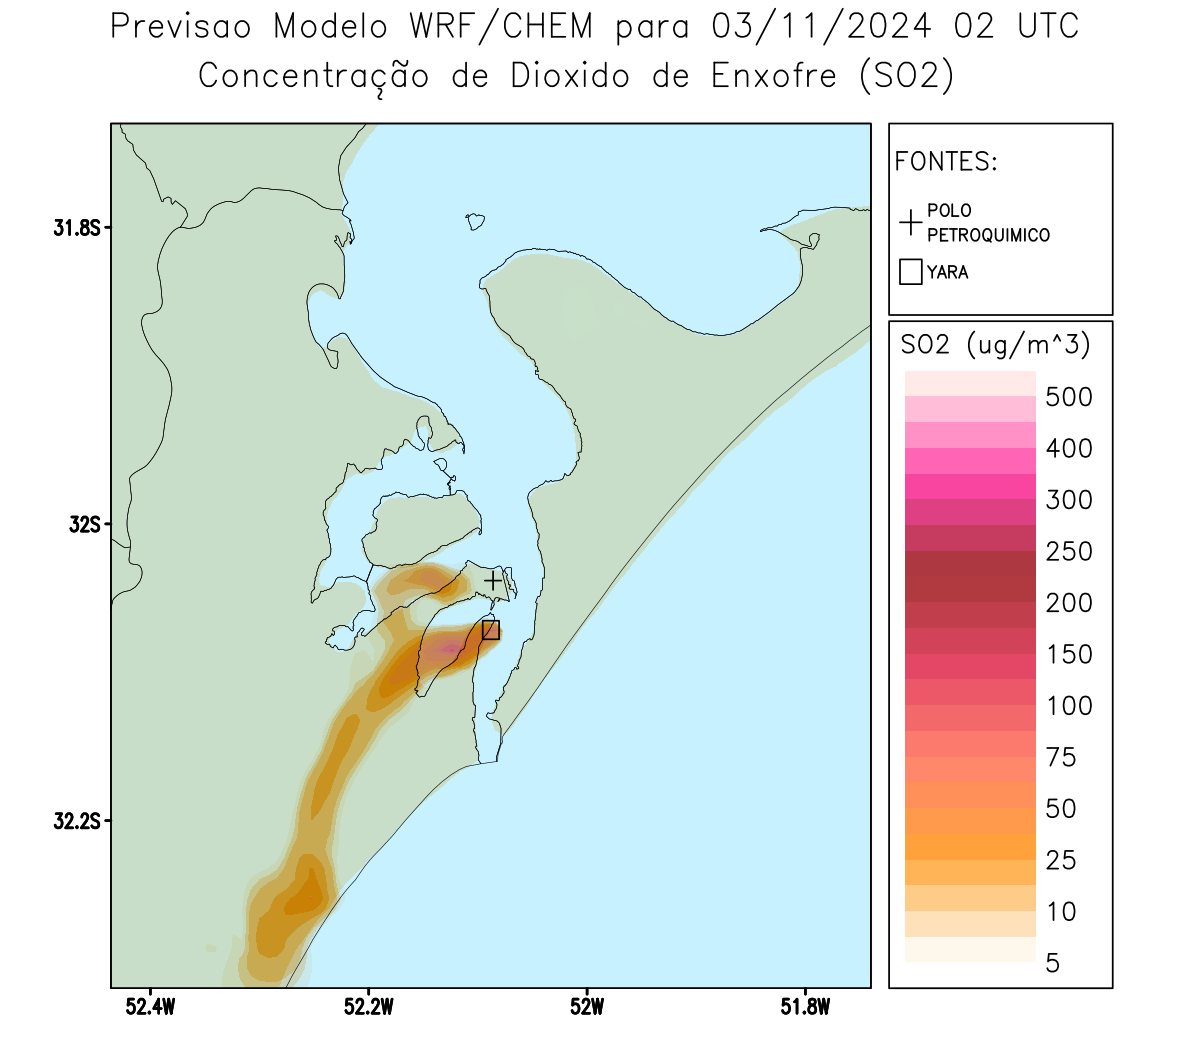 Previsao Modelo WRF/CHEM para 03/11/2024 02 UTC
Concentração de Dioxido de Enxofre (SO2)
FONTES:
POLO
PETROQUIMICO
YARA
SO2 (ug/m^3)
500
400
300
250
200
150
100
75
50
25
10
5
31.8S
32S
32.2S
52.4W
52.2W
52W
51.8W